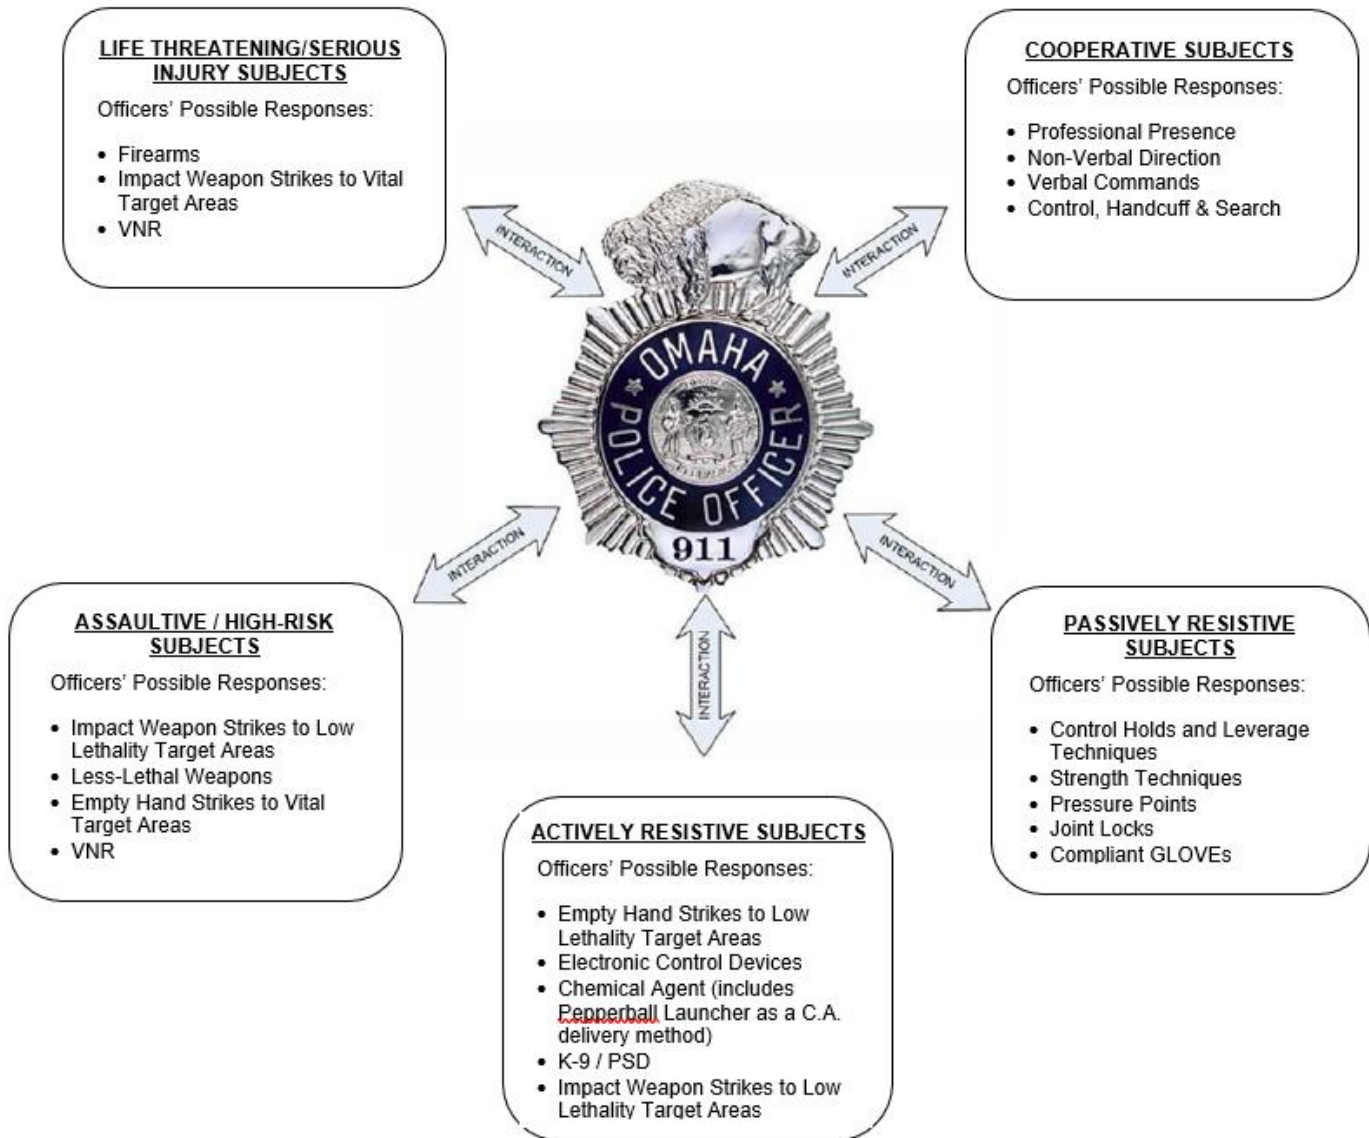 LIFE THREATENING/SERIOUS
INJURY SUBJECTS
Officers' Possible Responses:
• Firearms
• Impact Weapon Strikes to Vital
Target Areas
• VNR
COOPERATIVE SUBJECTS
Officers' Possible Responses:
• Professional Presence
• Non-Verbal Direction
• Verbal Commands
• Control, Handcuff & Search
INTERACTION
INTERACTION
OMAHA
POLICE OFFICER
911
INTERACTION
INTERACTION
INTERACTION
ASSAULTIVE / HIGH-RISK
SUBJECTS
Officers' Possible Responses:
• Impact Weapon Strikes to Low
Lethality Target Areas
• Less-Lethal Weapons
• Empty Hand Strikes to Vital
Target Areas
• VNR
PASSIVELY RESISTIVE
SUBJECTS
Officers' Possible Responses:
• Control Holds and Leverage
Techniques
• Strength Techniques
• Pressure Points
• Joint Locks
• Compliant GLOVEs
ACTIVELY RESISTIVE SUBJECTS
Officers' Possible Responses:
• Empty Hand Strikes to Low
Lethality Target Areas
• Electronic Control Devices
• Chemical Agent (includes
Pepperball Launcher as a C.A.
delivery method)
• K-9 / PSD
• Impact Weapon Strikes to Low
Lethality Target Areas